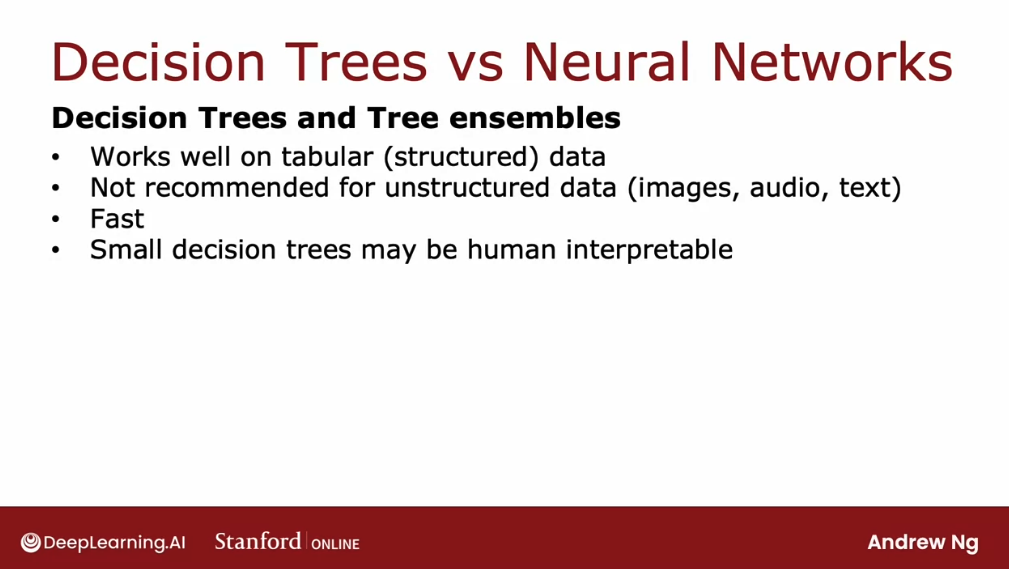 Decision Trees vs Neural Networks
Decision Trees and Tree ensembles
• Works well on tabular (structured) data
• Not recommended for unstructured data (images, audio, text)
• Fast
• Small decision trees may be human interpretable
DeepLearning.AI Stanford ONLINE Andrew Ng